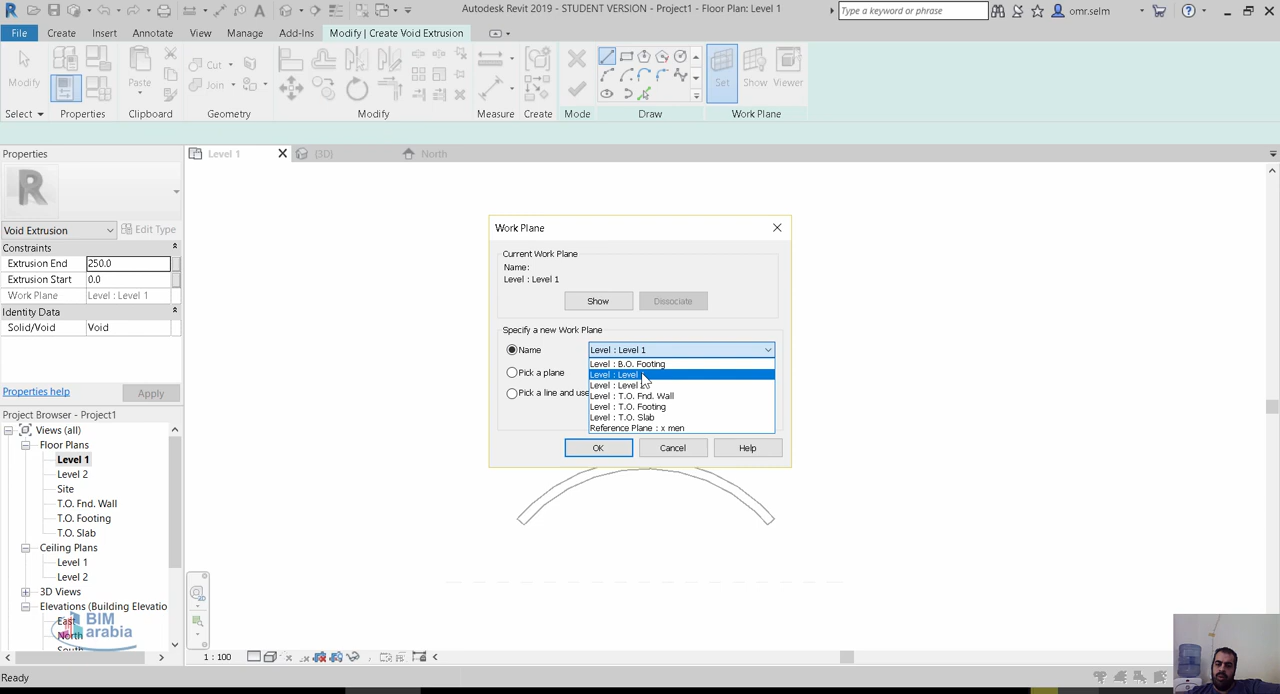 Autodesk Revit 2019 - STUDENT VERSION - Project1 - Floor Plan: Level 1
Type a keyword or phrase
omr.selm
File Create Insert Annotate View Manage Add-Ins Modify | Create Void Extrusion
Modify
Paste
Cut
Join
Set Show Viewer
Select Properties Clipboard Geometry Modify Measure Create Mode Draw Work Plane
Properties
Level 1
{3D}
North
R
Void Extrusion
Edit Type
Constraints
Extrusion End 250.0
Extrusion Start 0.0
Work Plane Level : Level 1
Identity Data
Solid/Void Void
Properties help
Apply
Project Browser - Project1
Views (all)
Floor Plans
Level 1
Level 2
Site
T.O. Fnd. Wall
T.O. Footing
T.O. Slab
Ceiling Plans
Level 1
Level 2
3D Views
Elevations (Building Elevatio
East
North
BIM
arabia
Work Plane
Current Work Plane
Name:
Level : Level 1
Show
Dissociate
Specify a new Work Plane
Name
Level : Level 1
Level : B.O. Footing
Level : Level
Level : Level
Level : T.O. Fnd. Wall
Level : T.O. Footing
Level : T.O. Slab
Reference Plane : x men
Pick a plane
Pick a line and use
OK
Cancel
Help
1 : 100
Ready